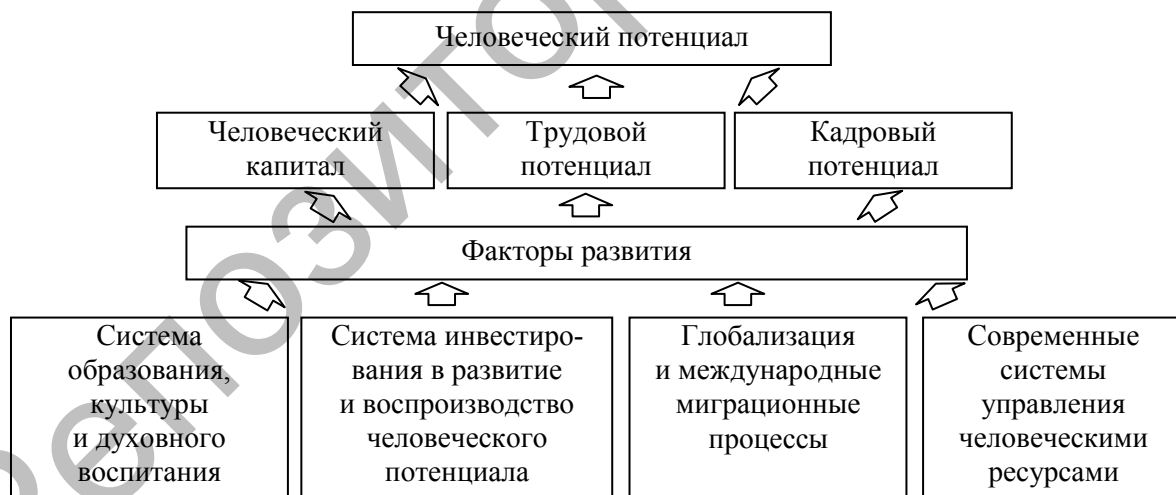 Человеческий потенциал
Человеческий
капитал
Трудовой
потенциал
Кадровый
потенциал
Факторы развития
Система
образования,
культуры
и духовного
воспитания
Система инвестиро-
вания в развитие
и воспроизводство
человеческого
потенциала
Глобализация
и международные
миграционные
процессы
Современные
системы
управления
человеческими
ресурсами
Репозитор